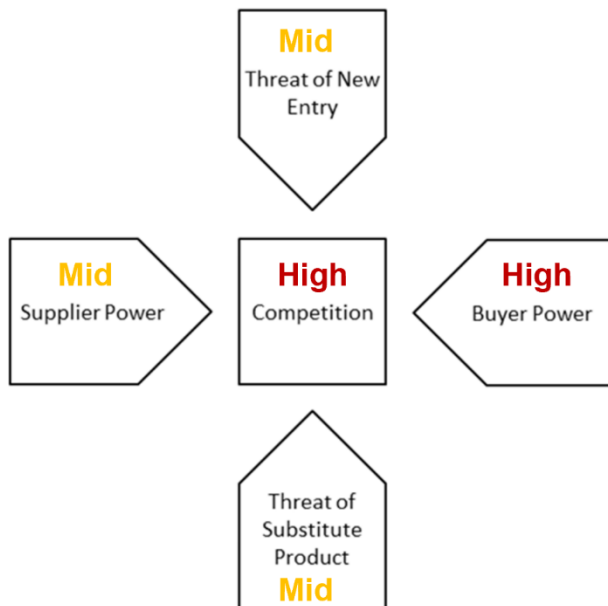 Mid
Threat of New
Entry
Mid
Supplier Power
High
Competition
High
Buyer Power
Threat of
Substitute
Product
Mid